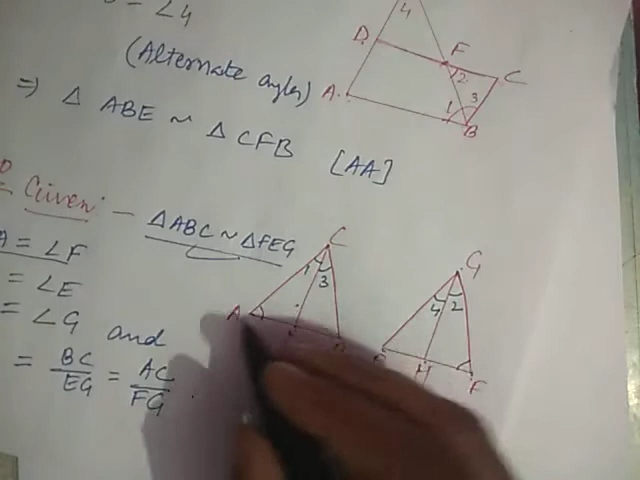 = ∠4
(Alternate angles)
⇒ Δ ABE ~ Δ CFB [AA]
4
D
F
C
2
A
1
3
B
Given: - ΔABC ~ ΔFEG
A = ∠F
= ∠E
= ∠G and
= BC/EG = AC/FG
C
1
3
A
G
4
2
M
F